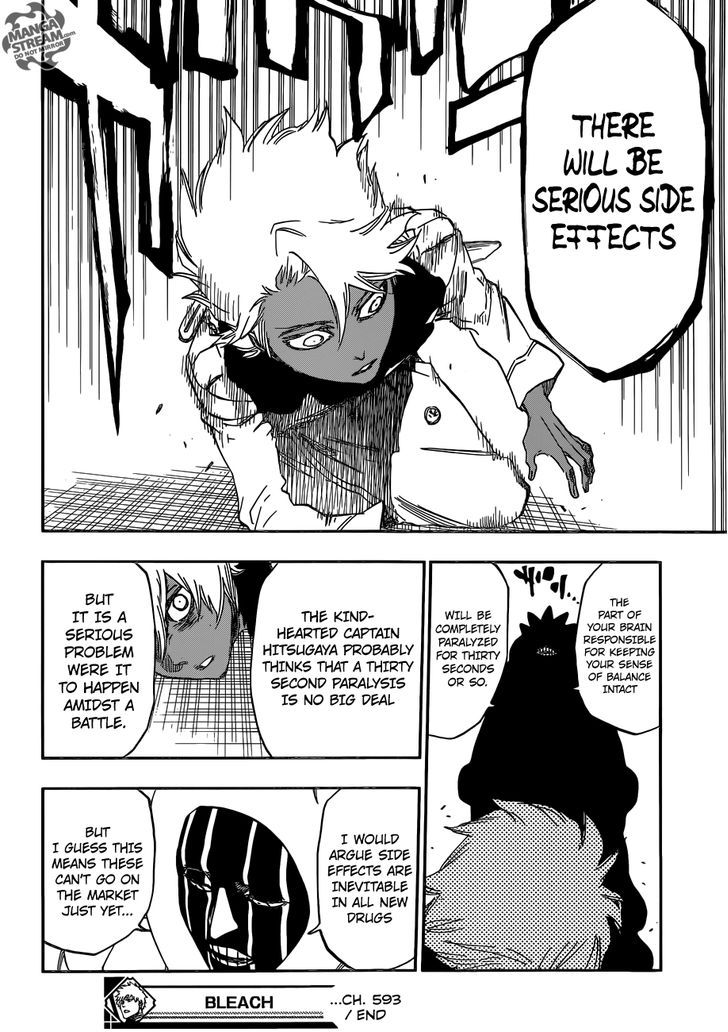 MANGA
STREAM.com
DO NOT MIRROR!
THERE
WILL BE
SERIOUS SIDE
EFFECTS
THE
PART OF
YOUR BRAIN
RESPONSIBLE
FOR KEEPING
YOUR SENSE
OF BALANCE
INTACT
WILL BE
COMPLETELY
PARALYZED
FOR THIRTY
SECONDS
OR SO.
THE KIND-
HEARTED CAPTAIN
HITSUGAYA PROBABLY
THINKS THAT A THIRTY
SECOND PARALYSIS
IS NO BIG DEAL
BUT
IT IS A
SERIOUS
PROBLEM
WERE IT
TO HAPPEN
AMIDST A
BATTLE.
I WOULD
ARGUE SIDE
EFFECTS ARE
INEVITABLE
IN ALL NEW
DRUGS
BUT
I GUESS THIS
MEANS THESE
CAN'T GO ON
THE MARKET
JUST YET...
BLEACH
...CH. 593
/ END